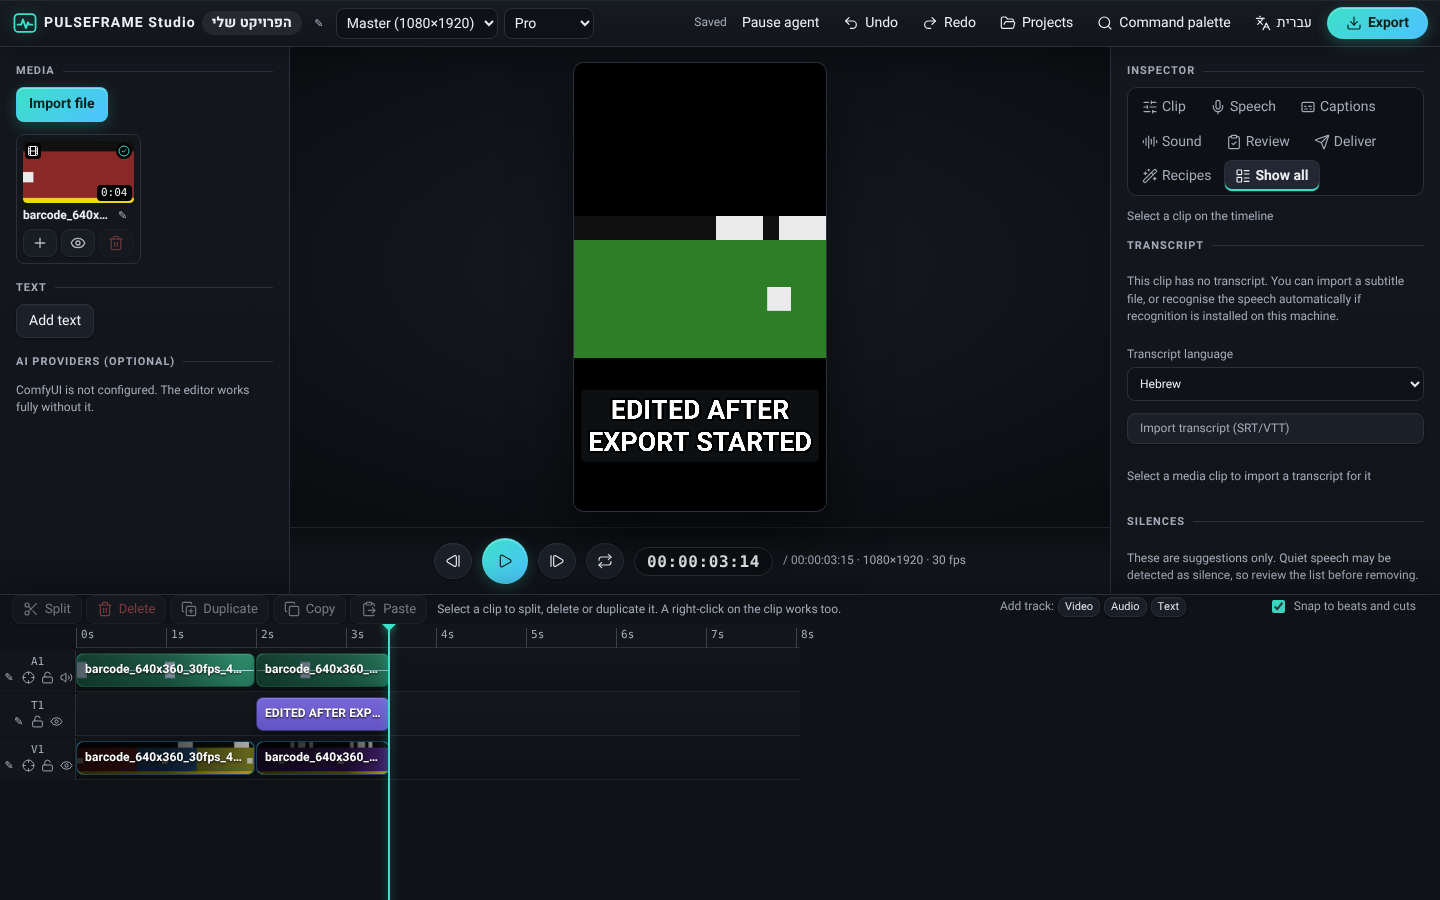 PULSEFRAME Studio
הפרויקט שלי
Master (1080×1920)
Pro
Saved
Pause agent
Undo
Redo
Projects
Command palette
עברית
Export
MEDIA
Import file
0:04
barcode_640x...
TEXT
Add text
AI PROVIDERS (OPTIONAL)
ComfyUI is not configured. The editor works
fully without it.
EDITED AFTER
EXPORT STARTED
00:00:03:14
/ 00:00:03:15 · 1080×1920 · 30 fps
INSPECTOR
Clip
Speech
Captions
Sound
Review
Deliver
Recipes
Show all
Select a clip on the timeline
TRANSCRIPT
This clip has no transcript. You can import a subtitle
file, or recognise the speech automatically if
recognition is installed on this machine.
Transcript language
Hebrew
Import transcript (SRT/VTT)
Select a media clip to import a transcript for it
SILENCES
These are suggestions only. Quiet speech may be
detected as silence, so review the list before removing.
Split
Delete
Duplicate
Copy
Paste
Select a clip to split, delete or duplicate it. A right-click on the clip works too.
Add track:
Video
Audio
Text
Snap to beats and cuts
0s
1s
2s
3s
4s
5s
6s
7s
8s
A1
barcode_640x360_30fps_4...
barcode_640x360_...
T1
EDITED AFTER EXP...
V1
barcode_640x360_30fps_4...
barcode_640x360_...